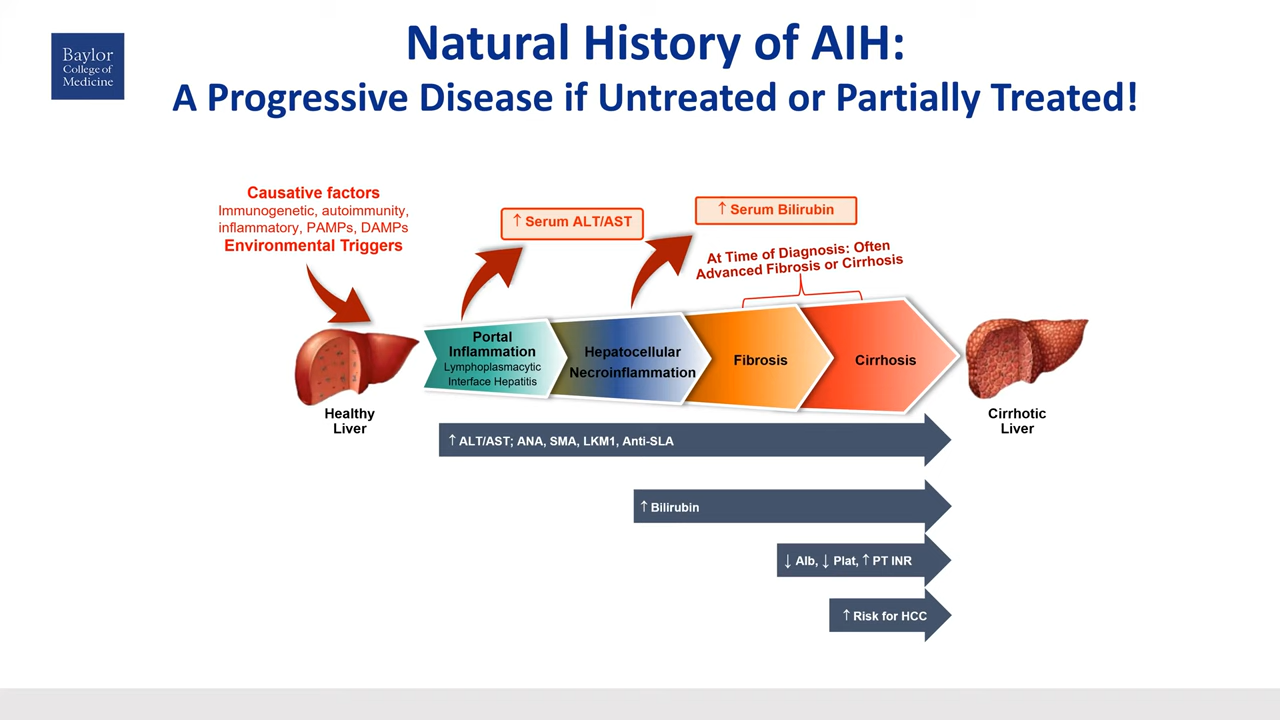 Baylor
College of
Medicine
Natural History of AIH:
A Progressive Disease if Untreated or Partially Treated!
Causative factors
Immunogenetic, autoimmunity,
inflammatory, PAMPs, DAMPs
Environmental Triggers
↑ Serum ALT/AST
↑ Serum Bilirubin
At Time of Diagnosis: Often
Advanced Fibrosis or Cirrhosis
Portal
Inflammation
Lymphoplasmacytic
Interface Hepatitis
Hepatocellular
Necroinflammation
Fibrosis
Cirrhosis
Healthy
Liver
Cirrhotic
Liver
↑ ALT/AST; ANA, SMA, LKM1, Anti-SLA
↑ Bilirubin
↓ Alb, ↓ Plat, ↑ PT INR
↑ Risk for HCC